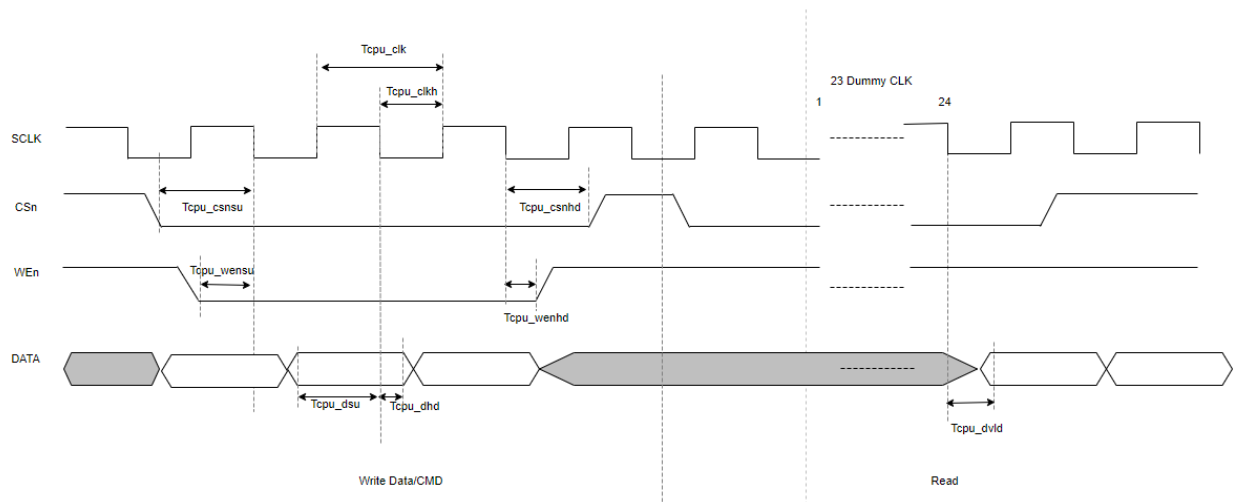 Tcpu_clk
23 Dummy CLK
Tcpu_clkh
1
24
SCLK
CSn
Tcpu_csnsu
Tcpu_csnhd
WEn
Tcpu_wensu
Tcpu_wenhd
DATA
Tcpu_dsu
Tcpu_dhd
Tcpu_dvld
Write Data/CMD
Read